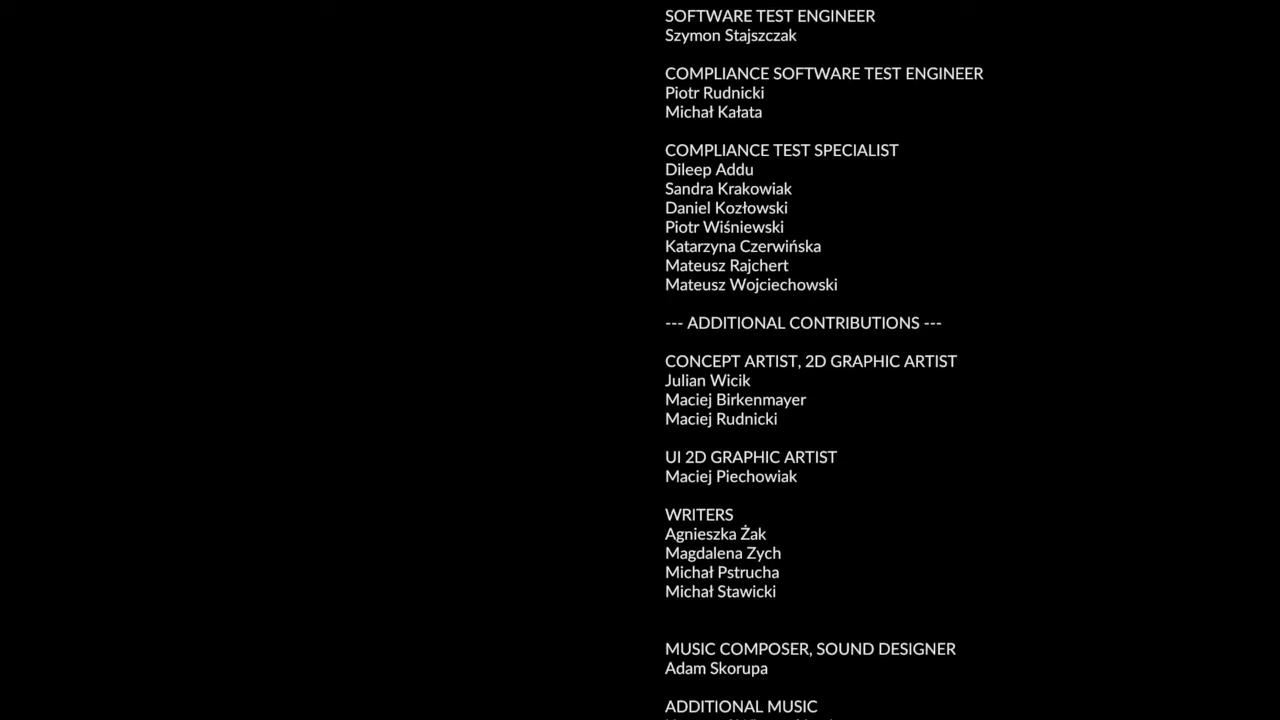 SOFTWARE TEST ENGINEER
Szymon Stajszczak
COMPLIANCE SOFTWARE TEST ENGINEER
Piotr Rudnicki
Michał Kałata
COMPLIANCE TEST SPECIALIST
Dileep Addu
Sandra Krakowiak
Daniel Kozłowski
Piotr Wiśniewski
Katarzyna Czerwińska
Mateusz Rajchert
Mateusz Wojciechowski
--- ADDITIONAL CONTRIBUTIONS ---
CONCEPT ARTIST, 2D GRAPHIC ARTIST
Julian Wicik
Maciej Birkenmayer
Maciej Rudnicki
UI 2D GRAPHIC ARTIST
Maciej Piechowiak
WRITERS
Agnieszka Żak
Magdalena Zych
Michał Pstrucha
Michał Stawicki
MUSIC COMPOSER, SOUND DESIGNER
Adam Skorupa
ADDITIONAL MUSIC